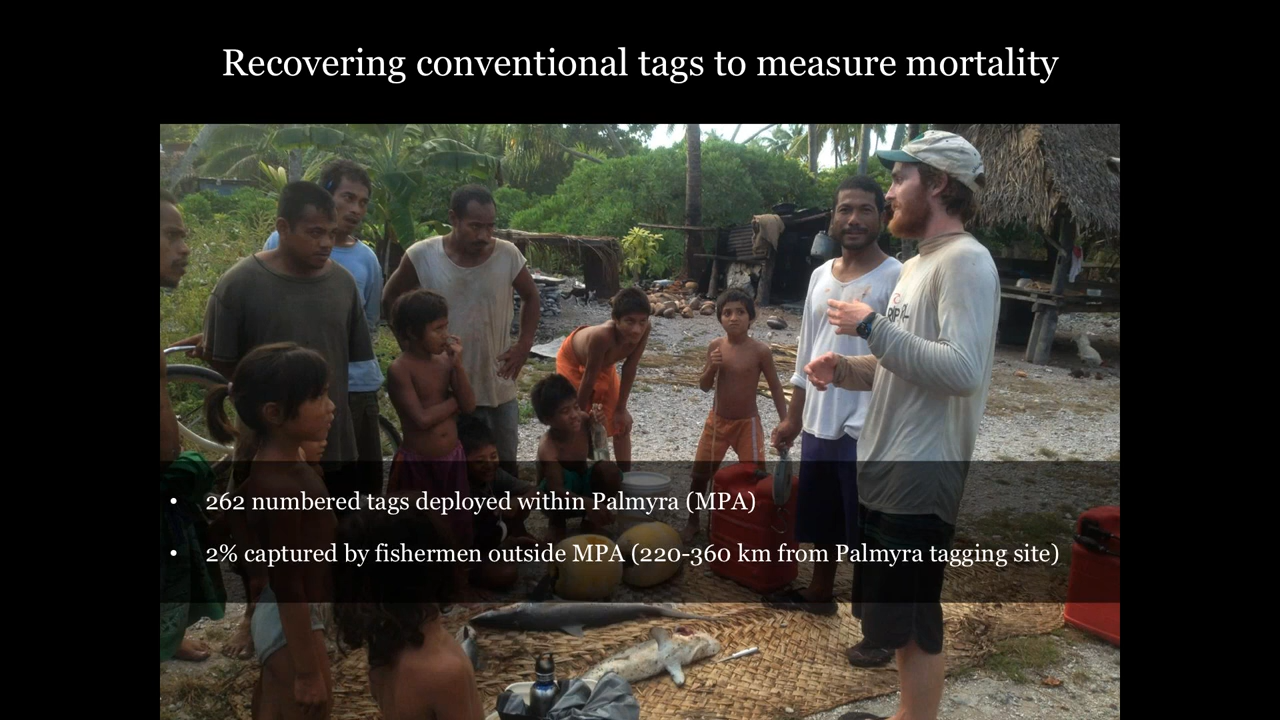 Recovering conventional tags to measure mortality
• 262 numbered tags deployed within Palmyra (MPA)
• 2% captured by fishermen outside MPA (220-360 km from Palmyra tagging site)